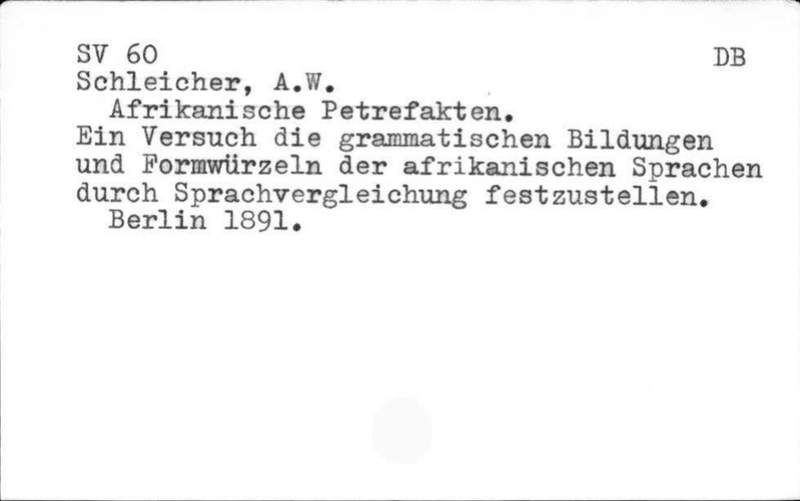 SV 60 DB
Schleicher, A.W.
Afrikanische Petrefakten.
Ein Versuch die grammatischen Bildungen
und Formwürzeln der afrikanischen Sprachen
durch Sprachvergleichung festzustellen.
Berlin 1891.